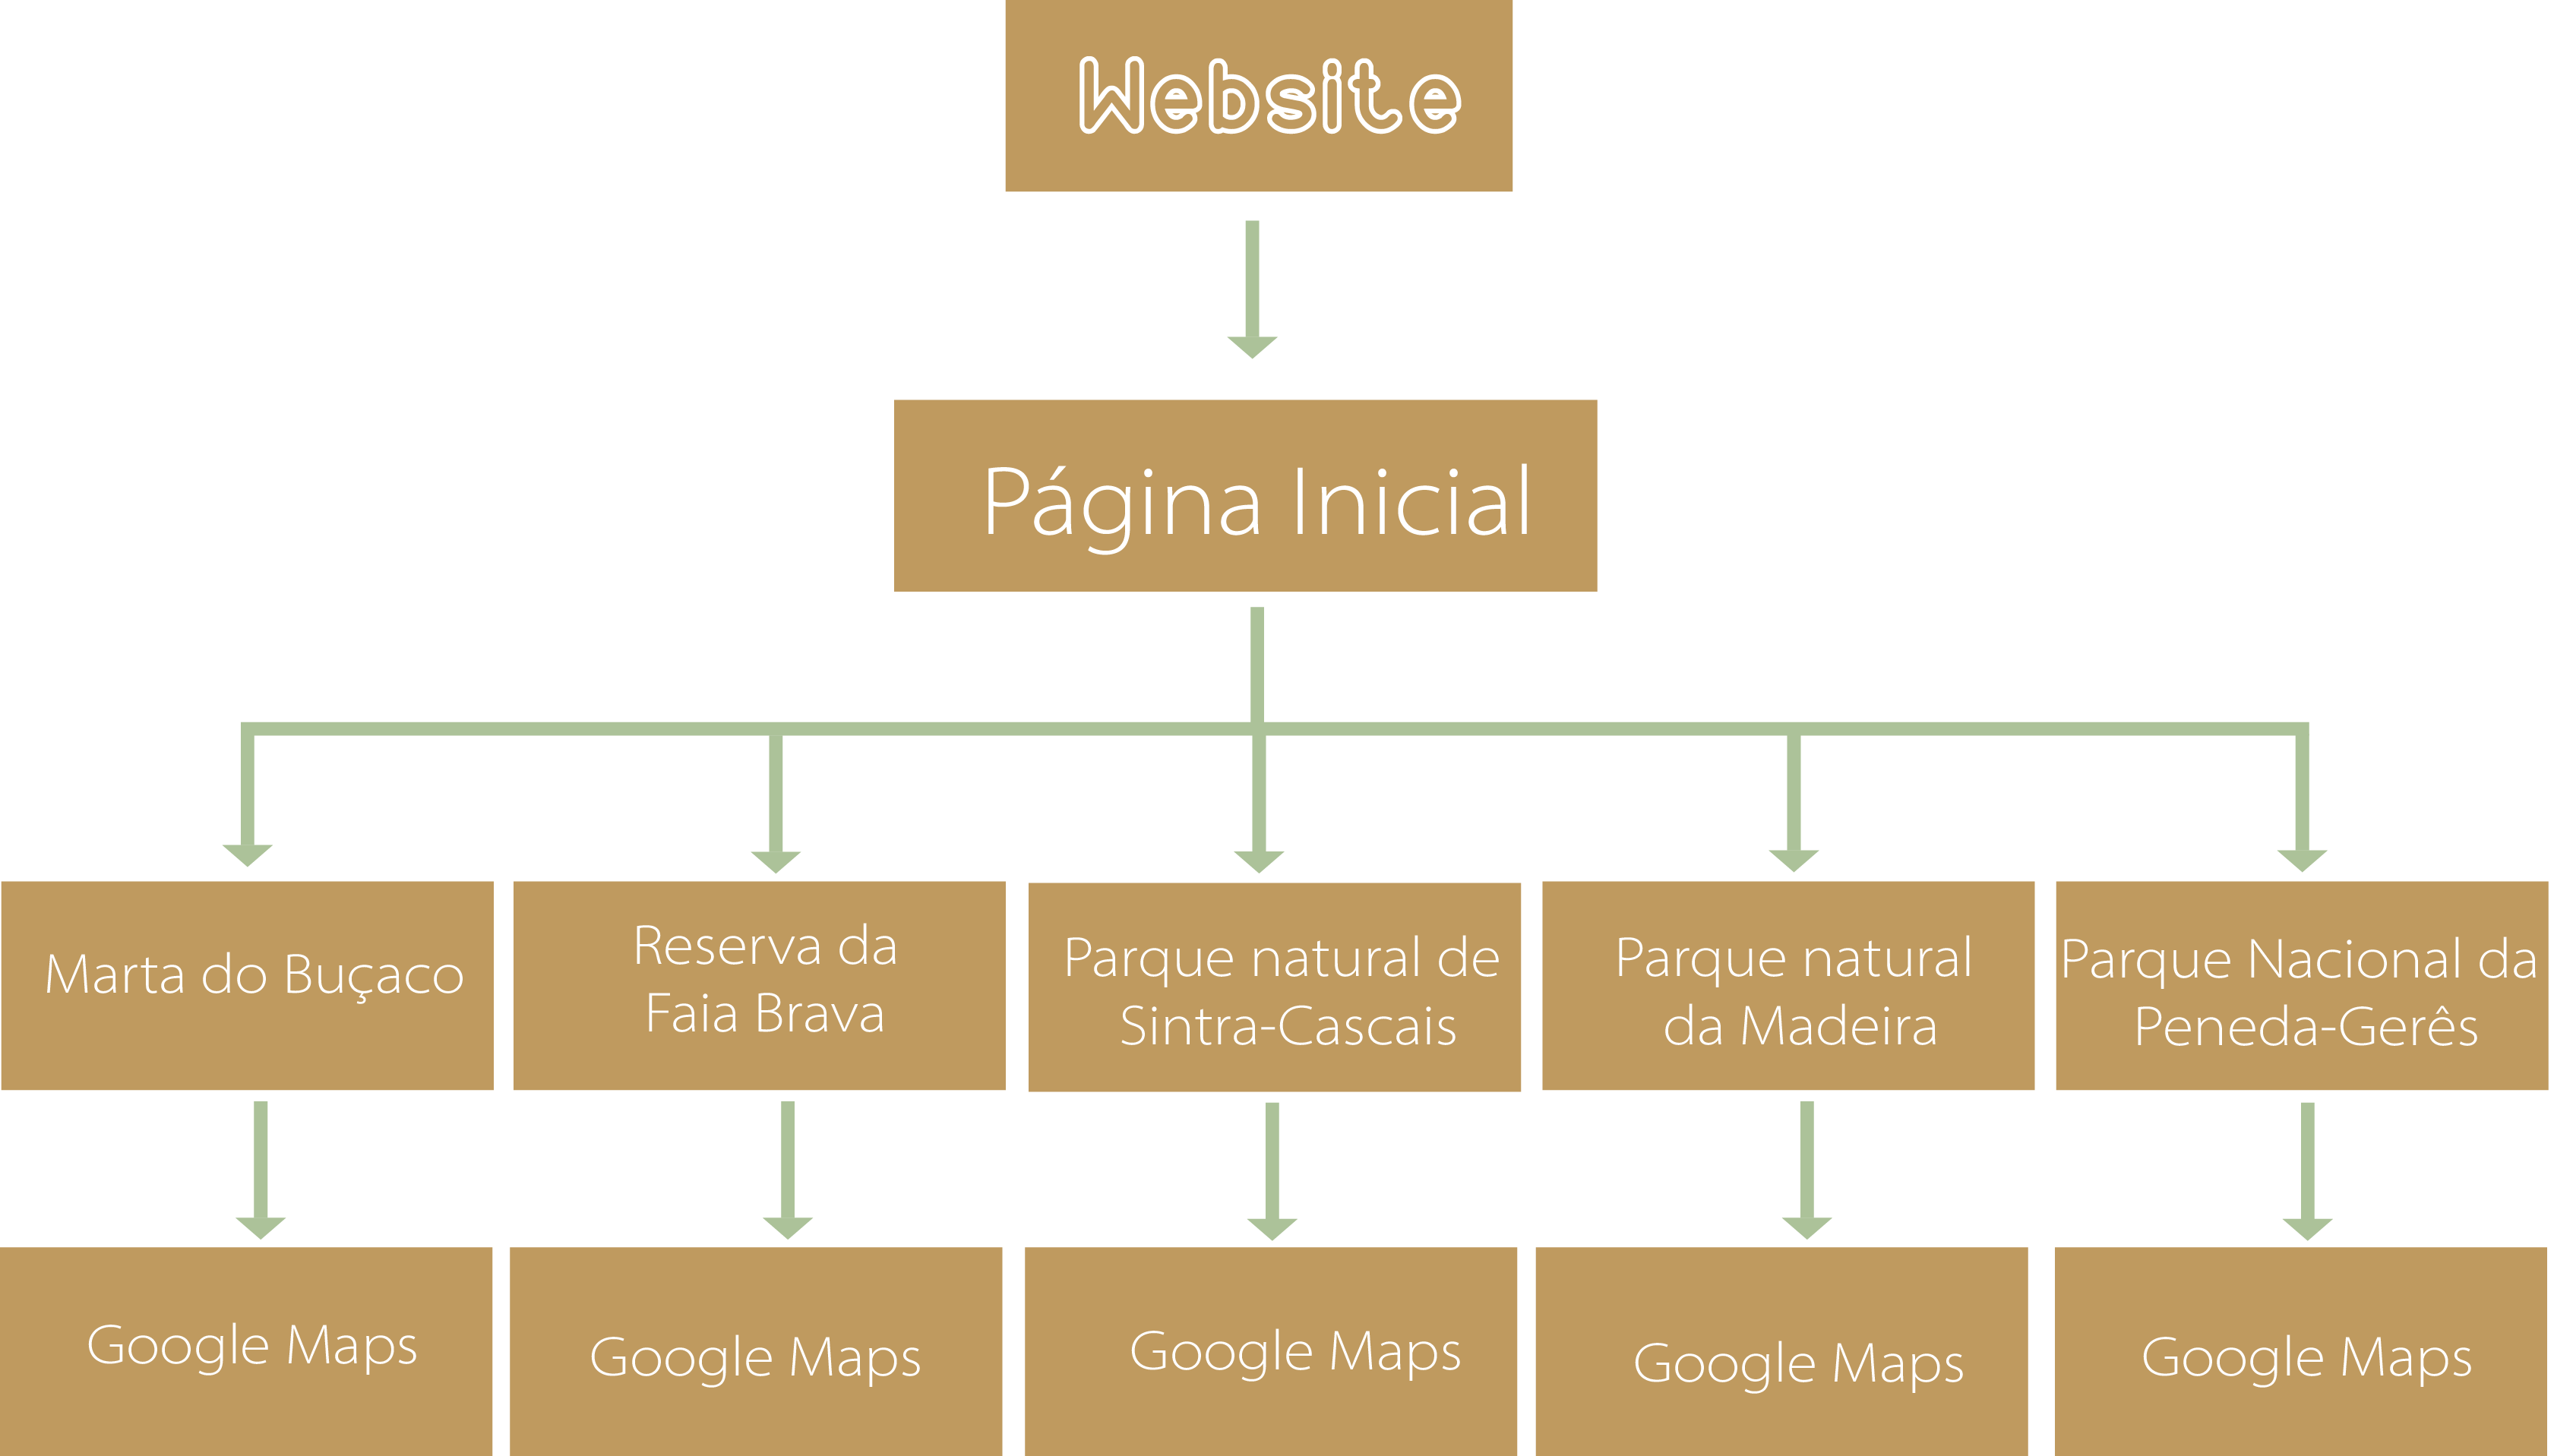 Website
Página Inicial
Marta do Buçaco
Reserva da
Faia Brava
Parque natural de
Sintra-Cascais
Parque natural
da Madeira
Parque Nacional da
Peneda-Gerês
Google Maps
Google Maps
Google Maps
Google Maps
Google Maps